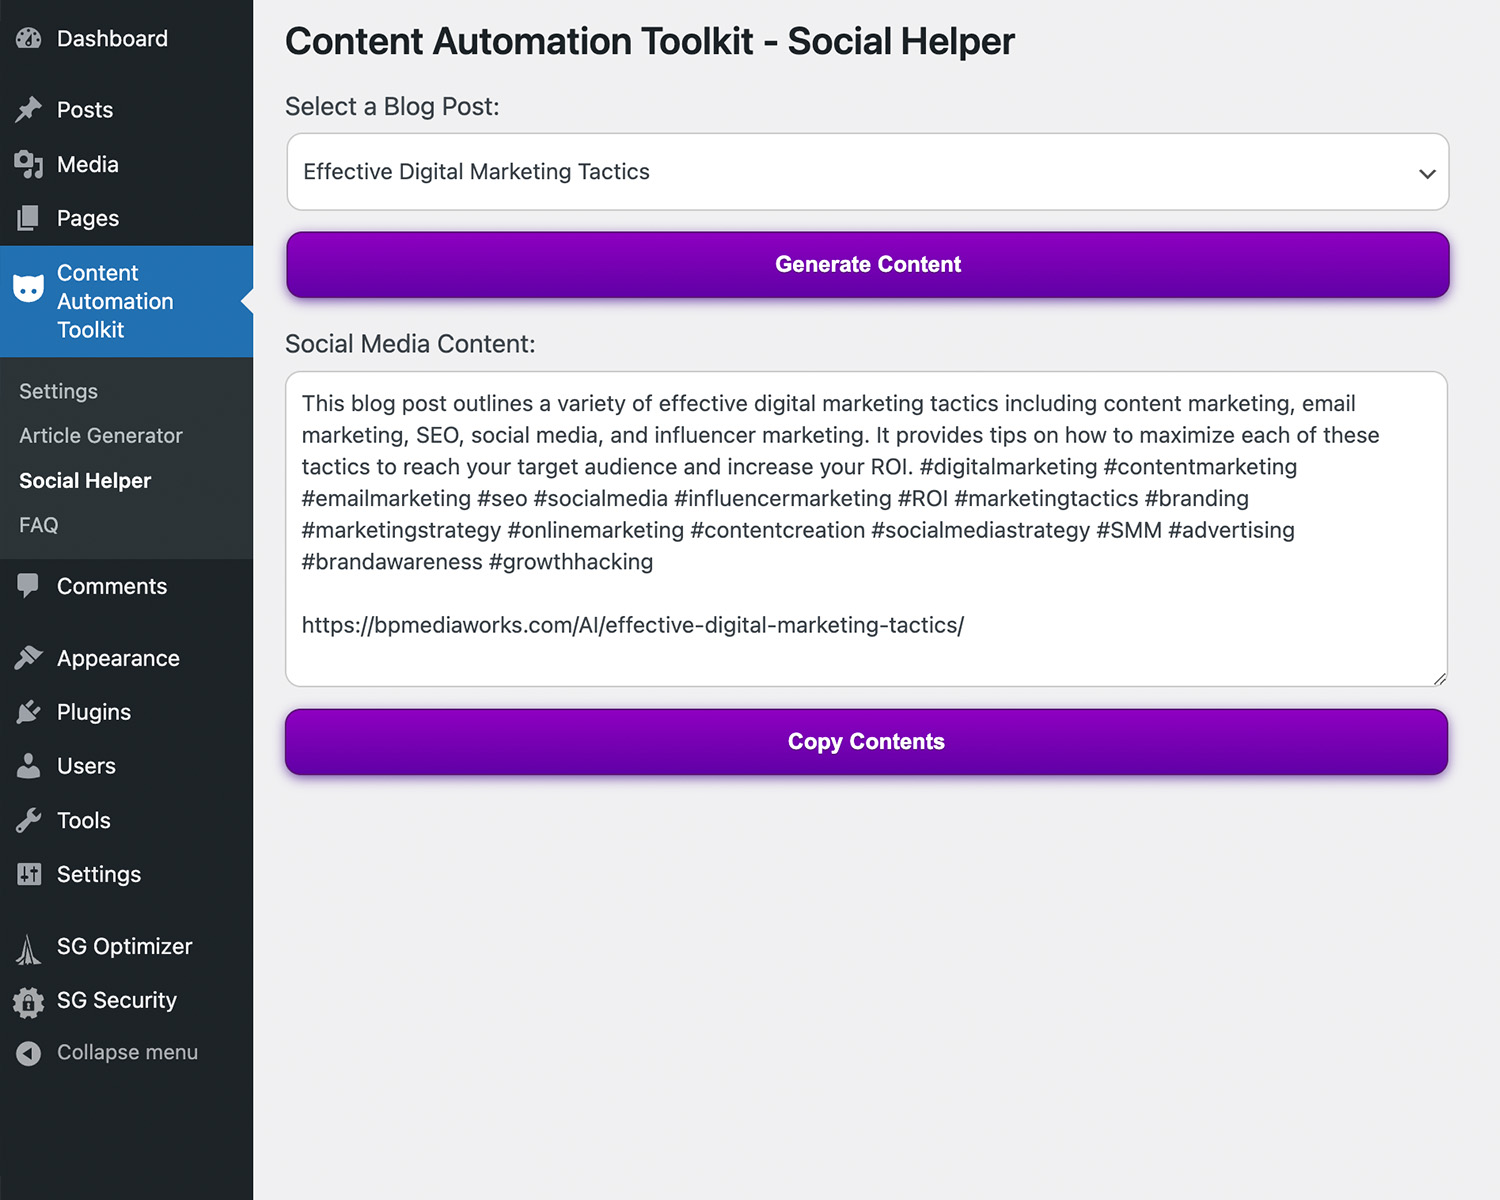 Dashboard
Posts
Media
Pages
Content
Automation
Toolkit
Settings
Article Generator
Social Helper
FAQ
Comments
Appearance
Plugins
Users
Tools
Settings
SG Optimizer
SG Security
Collapse menu
Content Automation Toolkit - Social Helper
Select a Blog Post:
Effective Digital Marketing Tactics
Generate Content
Social Media Content:
This blog post outlines a variety of effective digital marketing tactics including content marketing, email
marketing, SEO, social media, and influencer marketing. It provides tips on how to maximize each of these
tactics to reach your target audience and increase your ROI. #digitalmarketing #contentmarketing
#emailmarketing #seo #socialmedia #influencermarketing #ROI #marketingtactics #branding
#marketingstrategy #onlinemarketing #contentcreation #socialmediastrategy #SMM #advertising
#brandawareness #growthhacking
https://bpmediaworks.com/AI/effective-digital-marketing-tactics/
Copy Contents